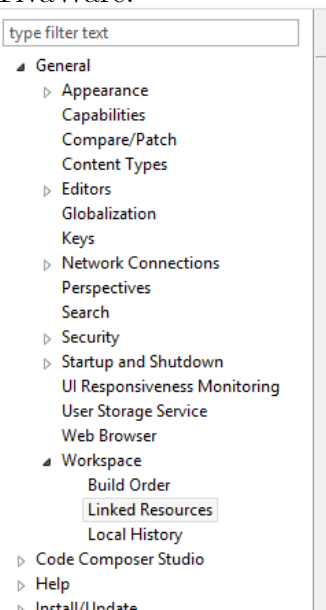 type filter text
General
Appearance
Capabilities
Compare/Patch
Content Types
Editors
Globalization
Keys
Network Connections
Perspectives
Search
Security
Startup and Shutdown
UI Responsiveness Monitoring
User Storage Service
Web Browser
Workspace
Build Order
Linked Resources
Local History
Code Composer Studio
Help
Install/Update